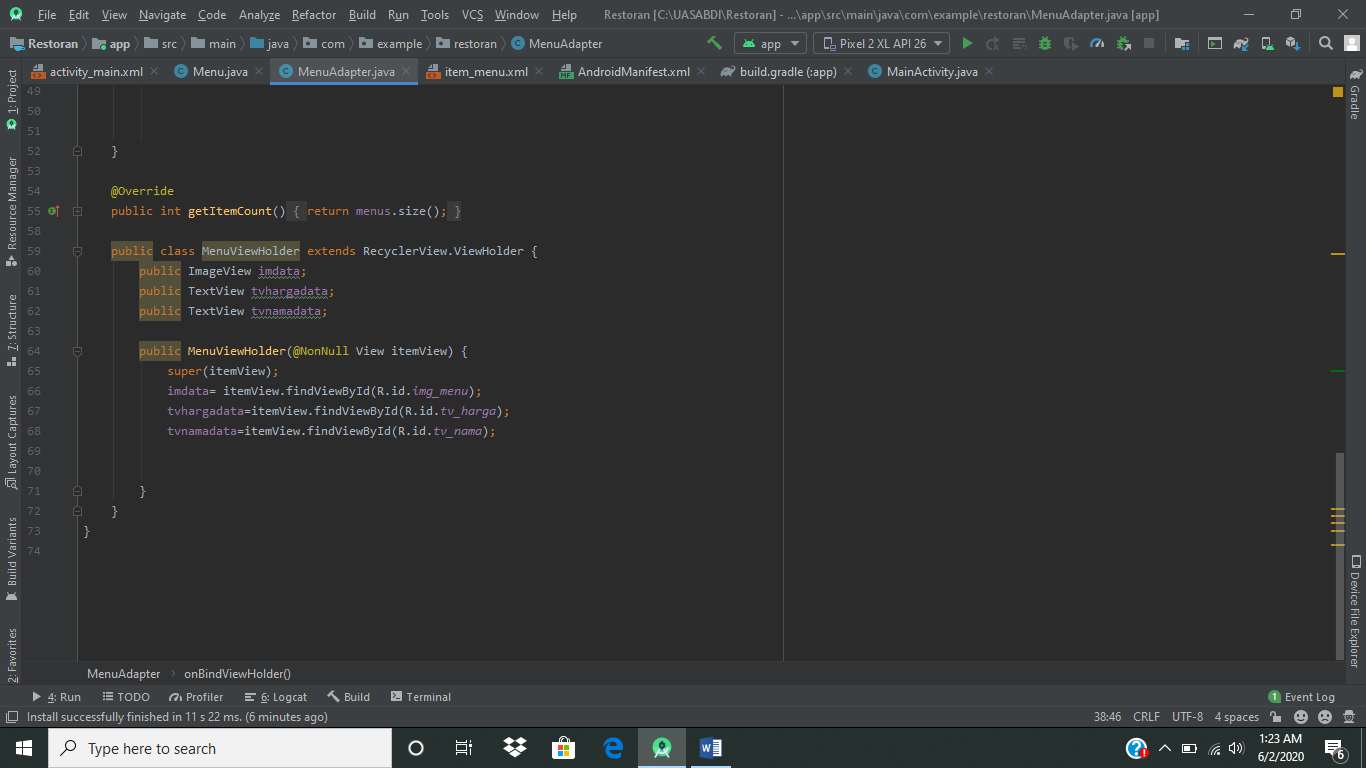 File Edit View Navigate Code Analyze Refactor Build Run Tools VCS Window Help Restoran [C:\UASABDI\Restoran] - ...\app\src\main\java\com\example\restoran\MenuAdapter.java [app]
Restoran app src main java com example restoran MenuAdapter app Pixel 2 XL API 26
activity_main.xml Menu.java MenuAdapter.java item_menu.xml AndroidManifest.xml build.gradle (:app) MainActivity.java
1: Project
Resource Manager
7: Structure
Layout Captures
Build Variants
2: Favorites
49
50
51
52 }
53
54 @Override
55 public int getItemCount() { return menus.size(); }
58
59 public class MenuViewHolder extends RecyclerView.ViewHolder {
60 public ImageView imdata;
61 public TextView tvhargadata;
62 public TextView tvnamadata;
63
64 public MenuViewHolder(@NonNull View itemView) {
65 super(itemView);
66 imdata= itemView.findViewById(R.id.img_menu);
67 tvhargadata=itemView.findViewById(R.id.tv_harga);
68 tvnamadata=itemView.findViewById(R.id.tv_nama);
69
70
71 }
72 }
73 }
74
Gradle
Device File Explorer
MenuAdapter › onBindViewHolder()
4: Run TODO Profiler 6: Logcat Build Terminal 1 Event Log
Install successfully finished in 11 s 22 ms. (6 minutes ago) 38:46 CRLF UTF-8 4 spaces
Type here to search
1:23 AM
6/2/2020
6